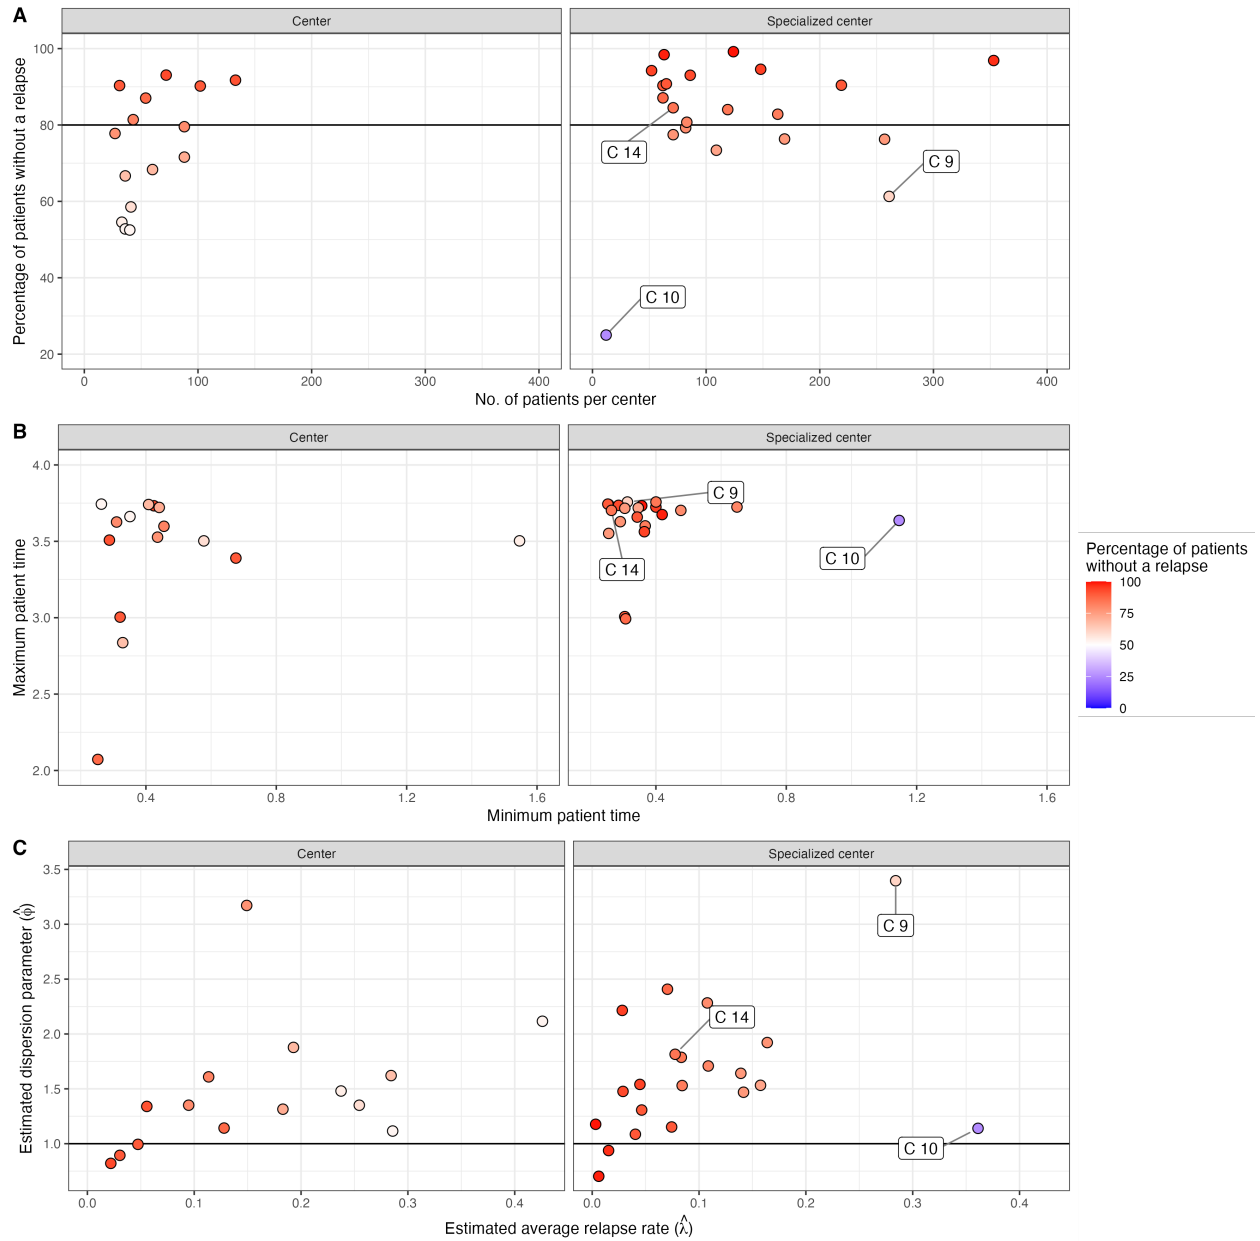 A
Center
Specialized center
Percentage of patients without a relapse
100
80
60
40
20
C 14
C 9
C 10
0
100
200
300
400
0
100
200
300
400
No. of patients per center
B
Center
Specialized center
Maximum patient time
4.0
3.5
3.0
2.5
2.0
C 9
C 14
C 10
0.4
0.8
1.2
1.6
0.4
0.8
1.2
1.6
Minimum patient time
Percentage of patients
without a relapse
100
75
50
25
0
C
Center
Specialized center
Estimated dispersion parameter (ϕ̂)
3.5
3.0
2.5
2.0
1.5
1.0
C 9
C 14
C 10
0.0
0.1
0.2
0.3
0.4
0.0
0.1
0.2
0.3
0.4
Estimated average relapse rate (λ̂)